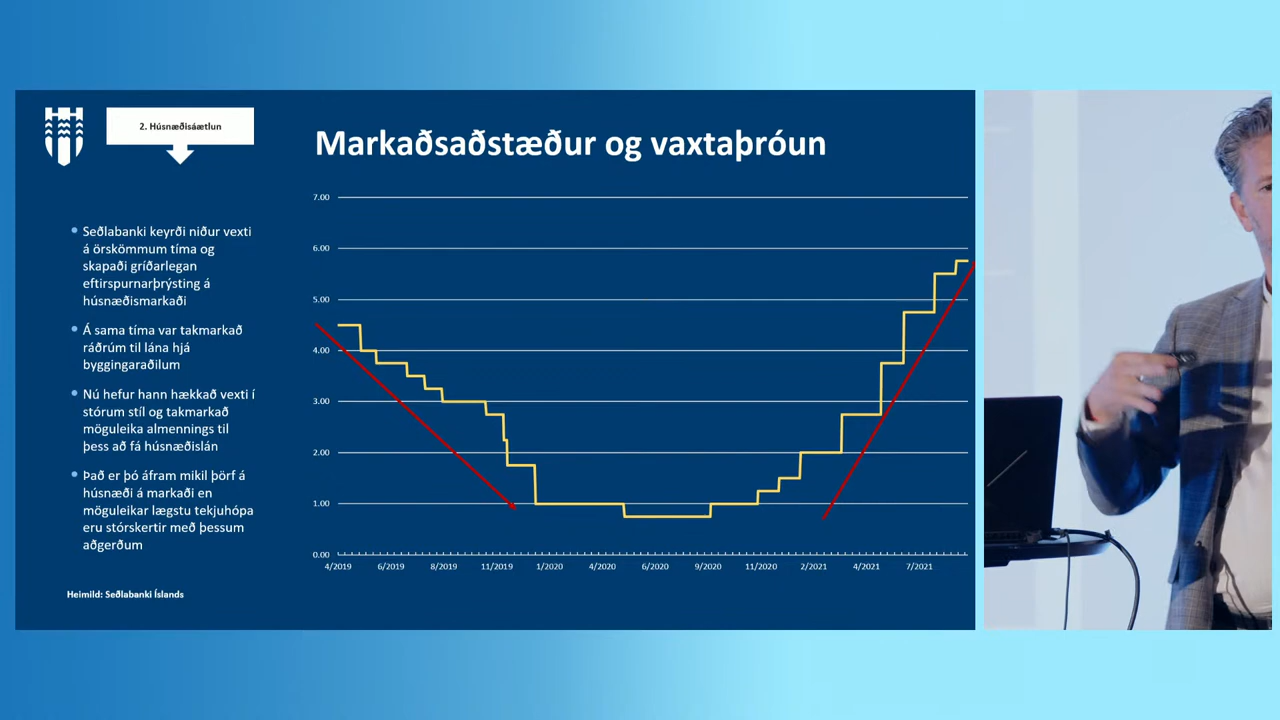 2. Húsnæðisáætlun
Markaðsaðstæður og vaxtaþróun
Seðlabanki keyrði niður vexti
á örskömmum tíma og
skapaði gríðarlegan
eftirspurnarþrýsting á
húsnæðismarkaði
Á sama tíma var takmarkað
ráðrúm til lána hjá
byggingaraðilum
Nú hefur hann hækkað vexti í
stórum stíl og takmarkað
möguleika almennings til
þess að fá húsnæðislán
Það er þó áfram mikil þörf á
húsnæði á markaði en
möguleikar lægstu tekjuhópa
eru stórskertir með þessum
aðgerðum
Heimild: Seðlabanki Íslands
7.00
6.00
5.00
4.00
3.00
2.00
1.00
0.00
4/2019 6/2019 8/2019 11/2019 1/2020 4/2020 6/2020 9/2020 11/2020 2/2021 4/2021 7/2021